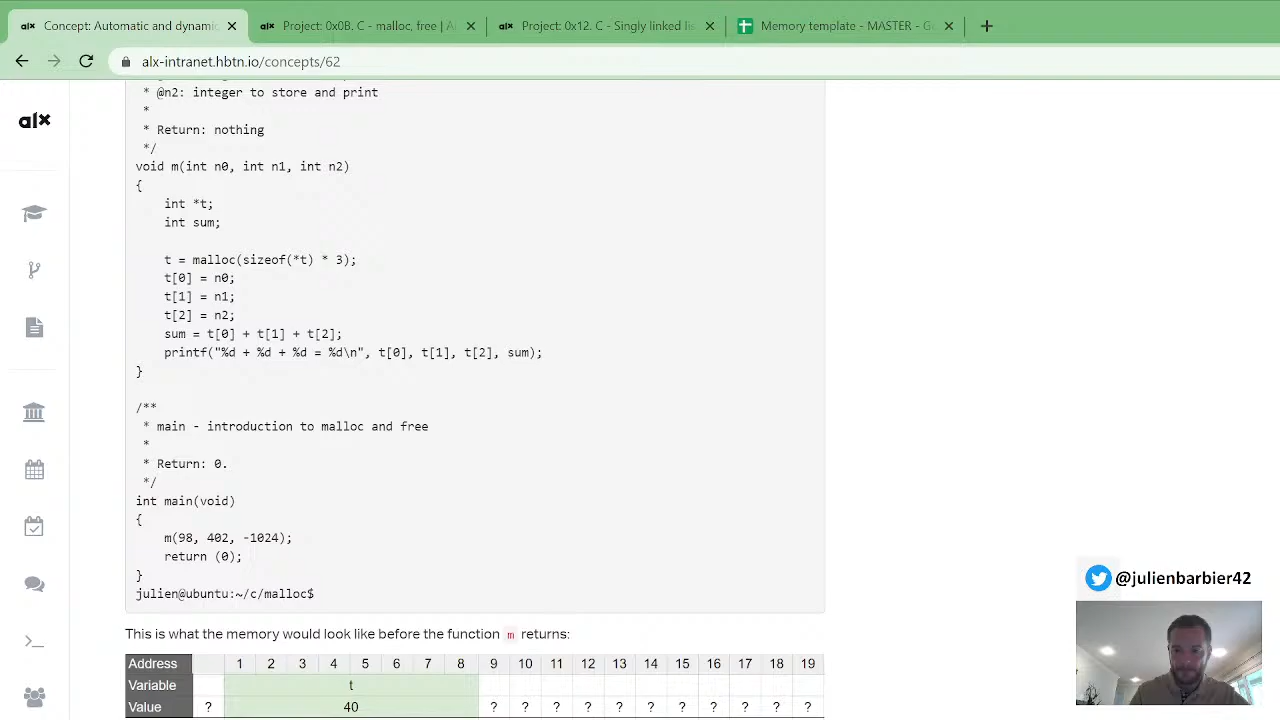 Concept: Automatic and dynamic
Project: 0x0B. C - malloc, free | A
Project: 0x12. C - Singly linked li
Memory template - MASTER - Go
alx-intranet.hbtn.io/concepts/62
alx
* @n2: integer to store and print
*
* Return: nothing
*/
void m(int n0, int n1, int n2)
{
int *t;
int sum;
t = malloc(sizeof(*t) * 3);
t[0] = n0;
t[1] = n1;
t[2] = n2;
sum = t[0] + t[1] + t[2];
printf("%d + %d + %d = %d\n", t[0], t[1], t[2], sum);
}
/**
* main - introduction to malloc and free
*
* Return: 0.
*/
int main(void)
{
m(98, 402, -1024);
return (0);
}
julien@ubuntu:~/c/malloc$
@julienbarbier42
This is what the memory would look like before the function m returns:
Address 1 2 3 4 5 6 7 8 9 10 11 12 13 14 15 16 17 18 19
Variable t
Value ? 40 ? ? ? ? ? ? ? ? ? ? ?